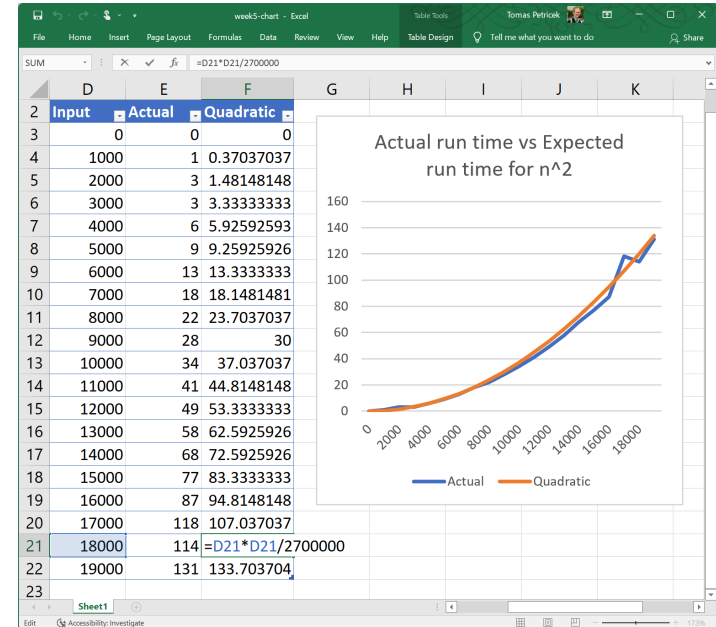 week5-chart - Excel
Table Tools
Tomas Petricek
File Home Insert Page Layout Formulas Data Review View Help Table Design Tell me what you want to do Share
SUM fx =D21*D21/2700000
D E F G H I J K
2 Input Actual Quadratic
3 0 0 0
4 1000 1 0.37037037
5 2000 3 1.48148148
6 3000 3 3.33333333
7 4000 6 5.92592593
8 5000 9 9.25925926
9 6000 13 13.3333333
10 7000 18 18.1481481
11 8000 22 23.7037037
12 9000 28 30
13 10000 34 37.037037
14 11000 41 44.8148148
15 12000 49 53.3333333
16 13000 58 62.5925926
17 14000 68 72.5925926
18 15000 77 83.3333333
19 16000 87 94.8148148
20 17000 118 107.037037
21 18000 114 =D21*D21/2700000
22 19000 131 133.703704
23
Actual run time vs Expected
run time for n^2
160
140
120
100
80
60
40
20
0
0 2000 4000 6000 8000 10000 12000 14000 16000 18000
Actual Quadratic
Sheet1
Edit Accessibility: Investigate 173%